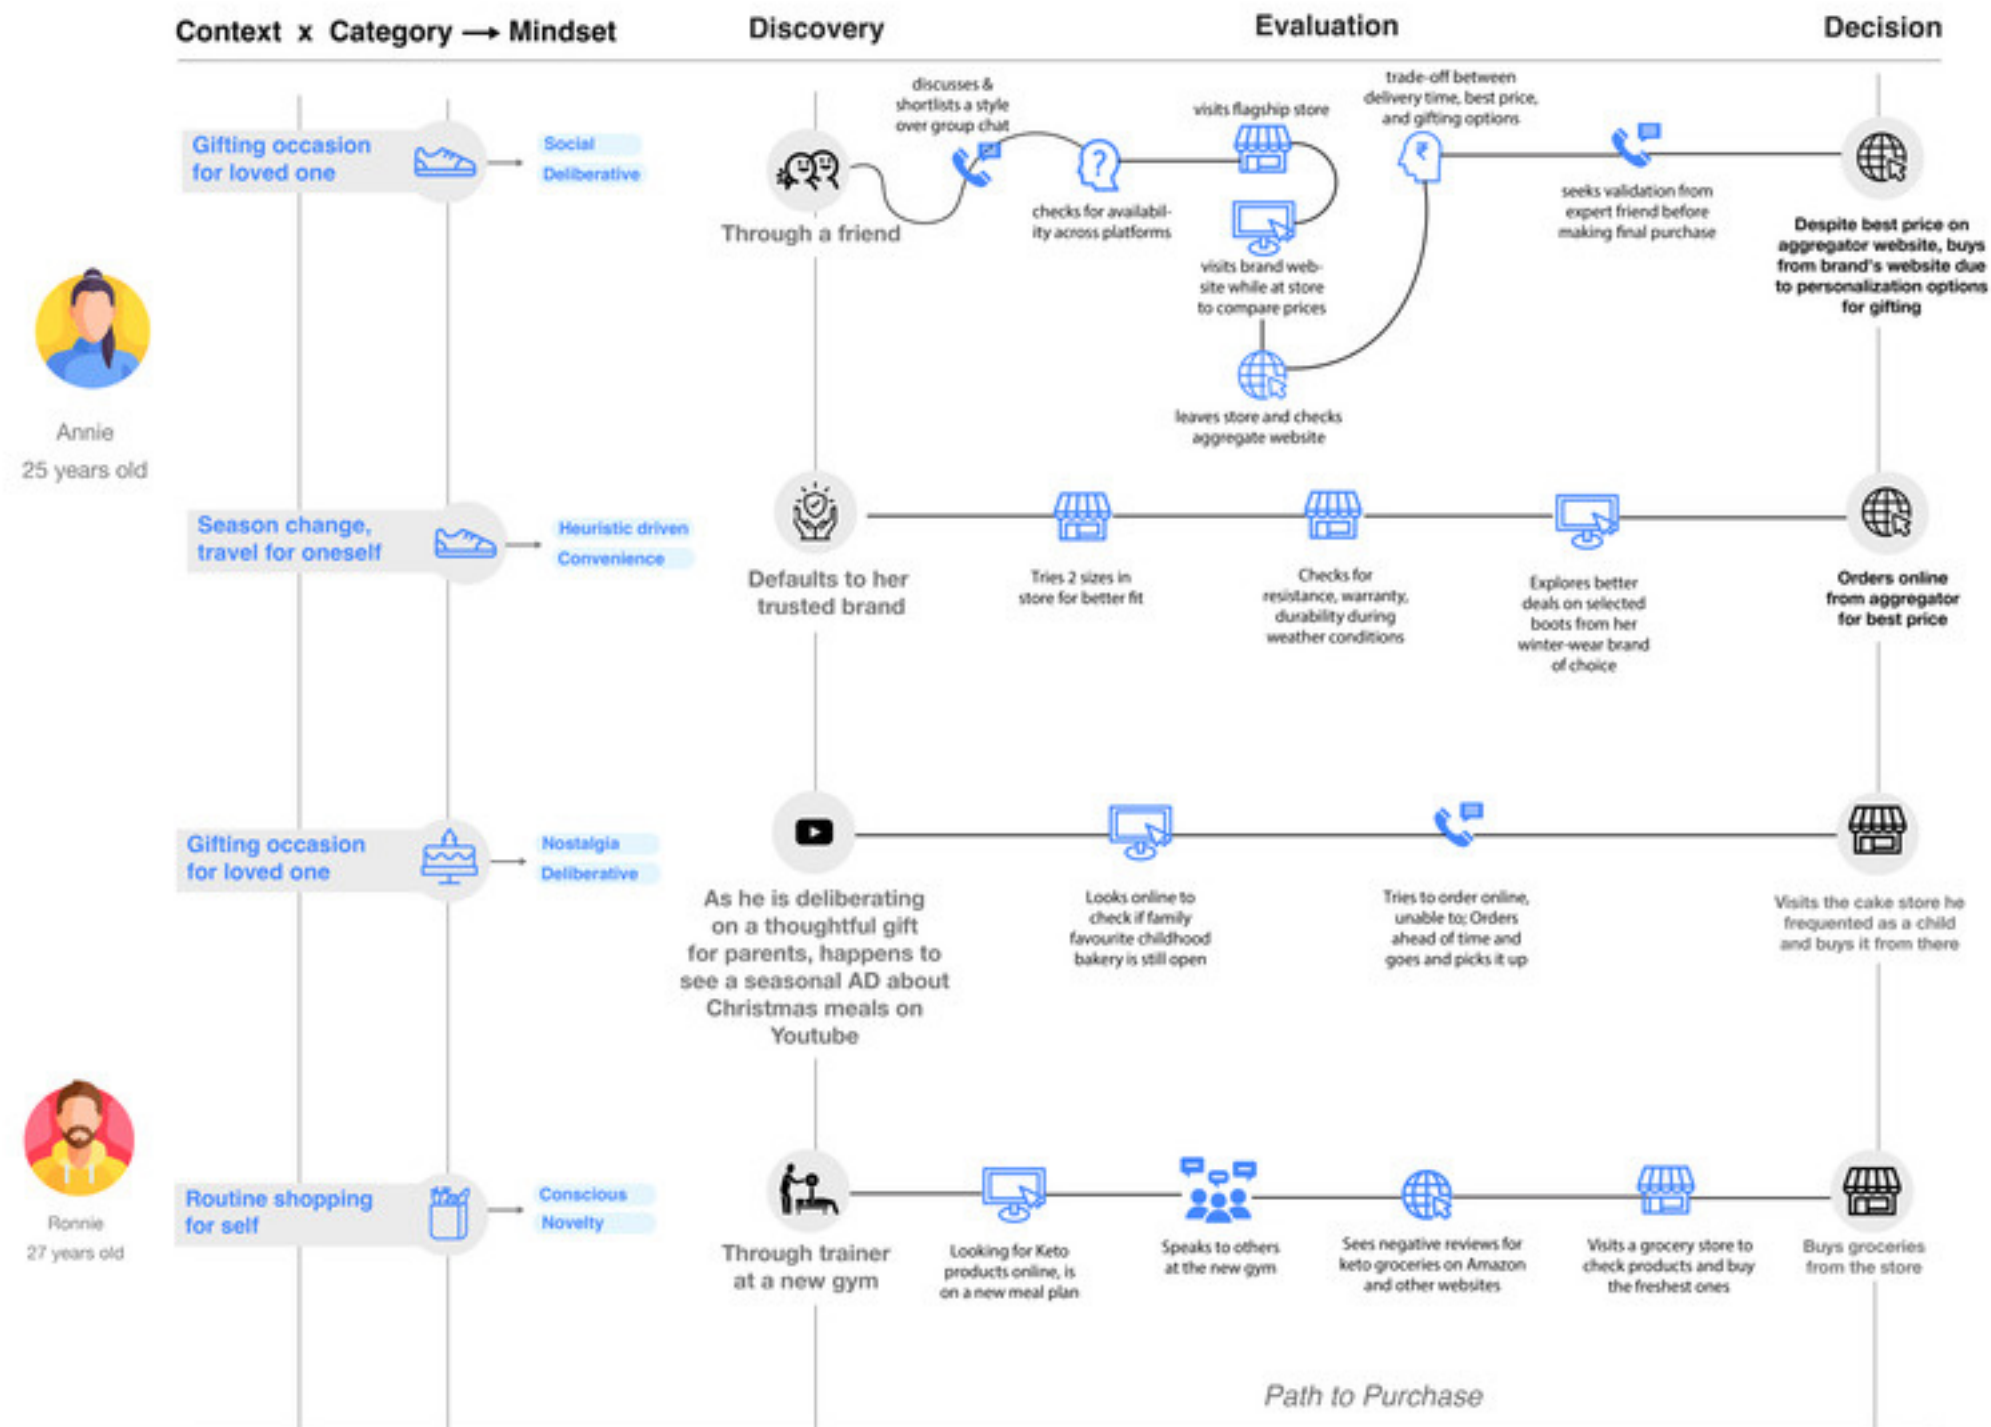 Context x Category → Mindset
Discovery
Evaluation
Decision
Gifting occasion
for loved one
Social
Deliberative
Through a friend
discusses &
shortlists a style
over group chat
?
checks for availabil-
ity across platforms
visits flagship store
visits brand web-
site while at store
to compare prices
leaves store and checks
aggregate website
trade-off between
delivery time, best price,
and gifting options
₹
seeks validation from
expert friend before
making final purchase
Despite best price on
aggregator website, buys
from brand's website due
to personalization options
for gifting
Annie
25 years old
Season change,
travel for oneself
Heuristic driven
Convenience
Defaults to her
trusted brand
Tries 2 sizes in
store for better fit
Checks for
resistance, warranty,
durability during
weather conditions
Explores better
deals on selected
boots from her
winter-wear brand
of choice
Orders online
from aggregator
for best price
Gifting occasion
for loved one
Nostalgia
Deliberative
As he is deliberating
on a thoughtful gift
for parents, happens to
see a seasonal AD about
Christmas meals on
Youtube
Looks online to
check if family
favourite childhood
bakery is still open
Tries to order online,
unable to; Orders
ahead of time and
goes and picks it up
Visits the cake store he
frequented as a child
and buys it from there
Ronnie
27 years old
Routine shopping
for self
Conscious
Novelty
Through trainer
at a new gym
Looking for Keto
products online, is
on a new meal plan
Speaks to others
at the new gym
Sees negative reviews for
keto groceries on Amazon
and other websites
Visits a grocery store to
check products and buy
the freshest ones
Buys groceries
from the store
Path to Purchase